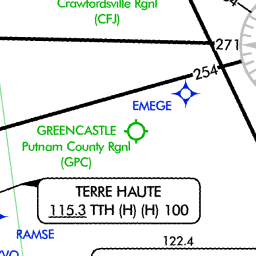 Crawfordsville Rgnl
(CFJ)
271
254
EMEGE
GREENCASTLE
Putnam County Rgnl
(GPC)
TERRE HAUTE
115.3 TTH (H) (H) 100
RAMSE
122.4